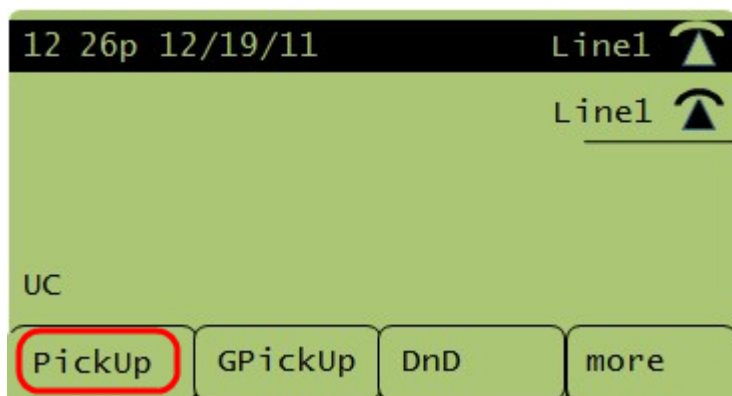 12 26p 12/19/11 Line1
Line1
UC
PickUp GPickUp DnD more